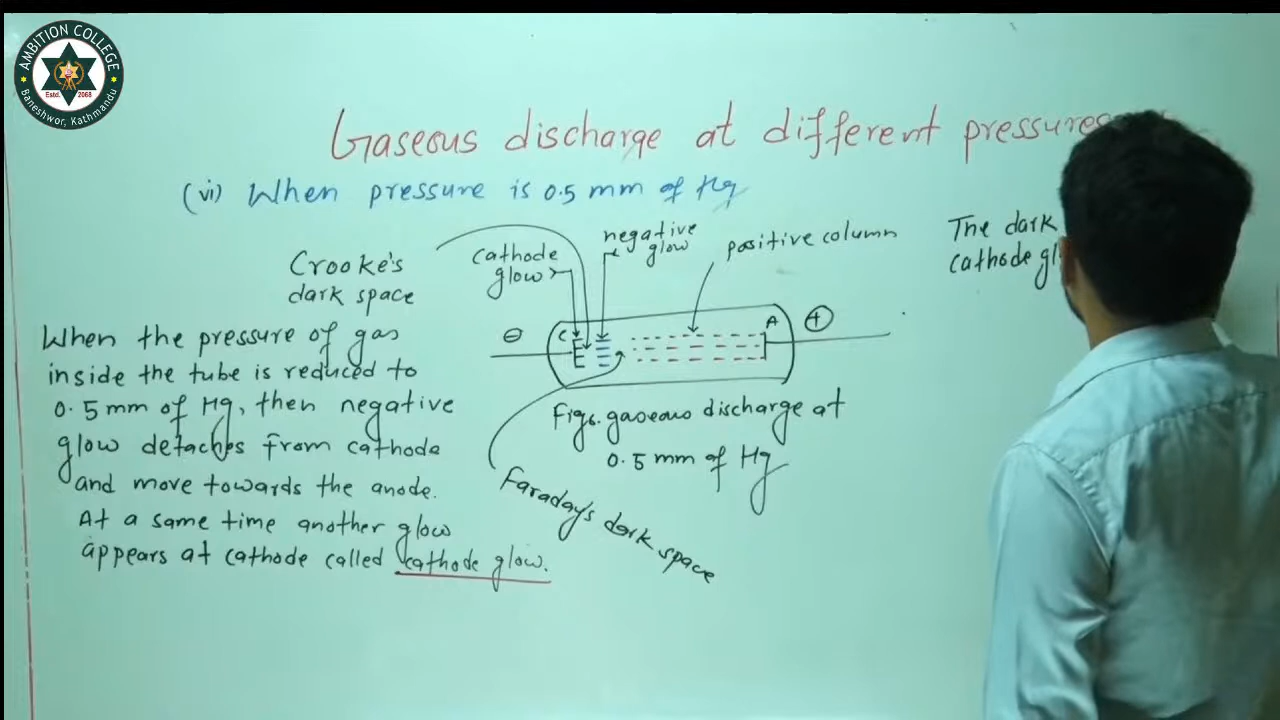 AMBITION COLLEGE
Estd. 2068
Baneshwor, Kathmandu
Gaseous discharge at different pressures
(vi) When pressure is 0.5 mm of Hg
Crooke's
dark space
cathode
glow
negative
glow
positive column
The dark
cathode gl
When the pressure of gas
inside the tube is reduced to
0.5 mm of Hg, then negative
glow detaches from cathode
and move towards the anode.
At a same time another glow
appears at cathode called cathode glow.
⊖
C
A
⊕
Fig6. gaseous discharge at
0.5 mm of Hg
Faraday's dark space